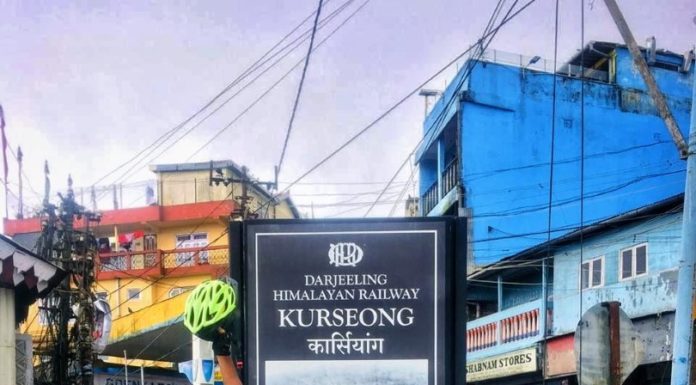 DHR
DARJEELING
HIMALAYAN RAILWAY
KURSEONG
कार्सियांग
SHABNAM STORES